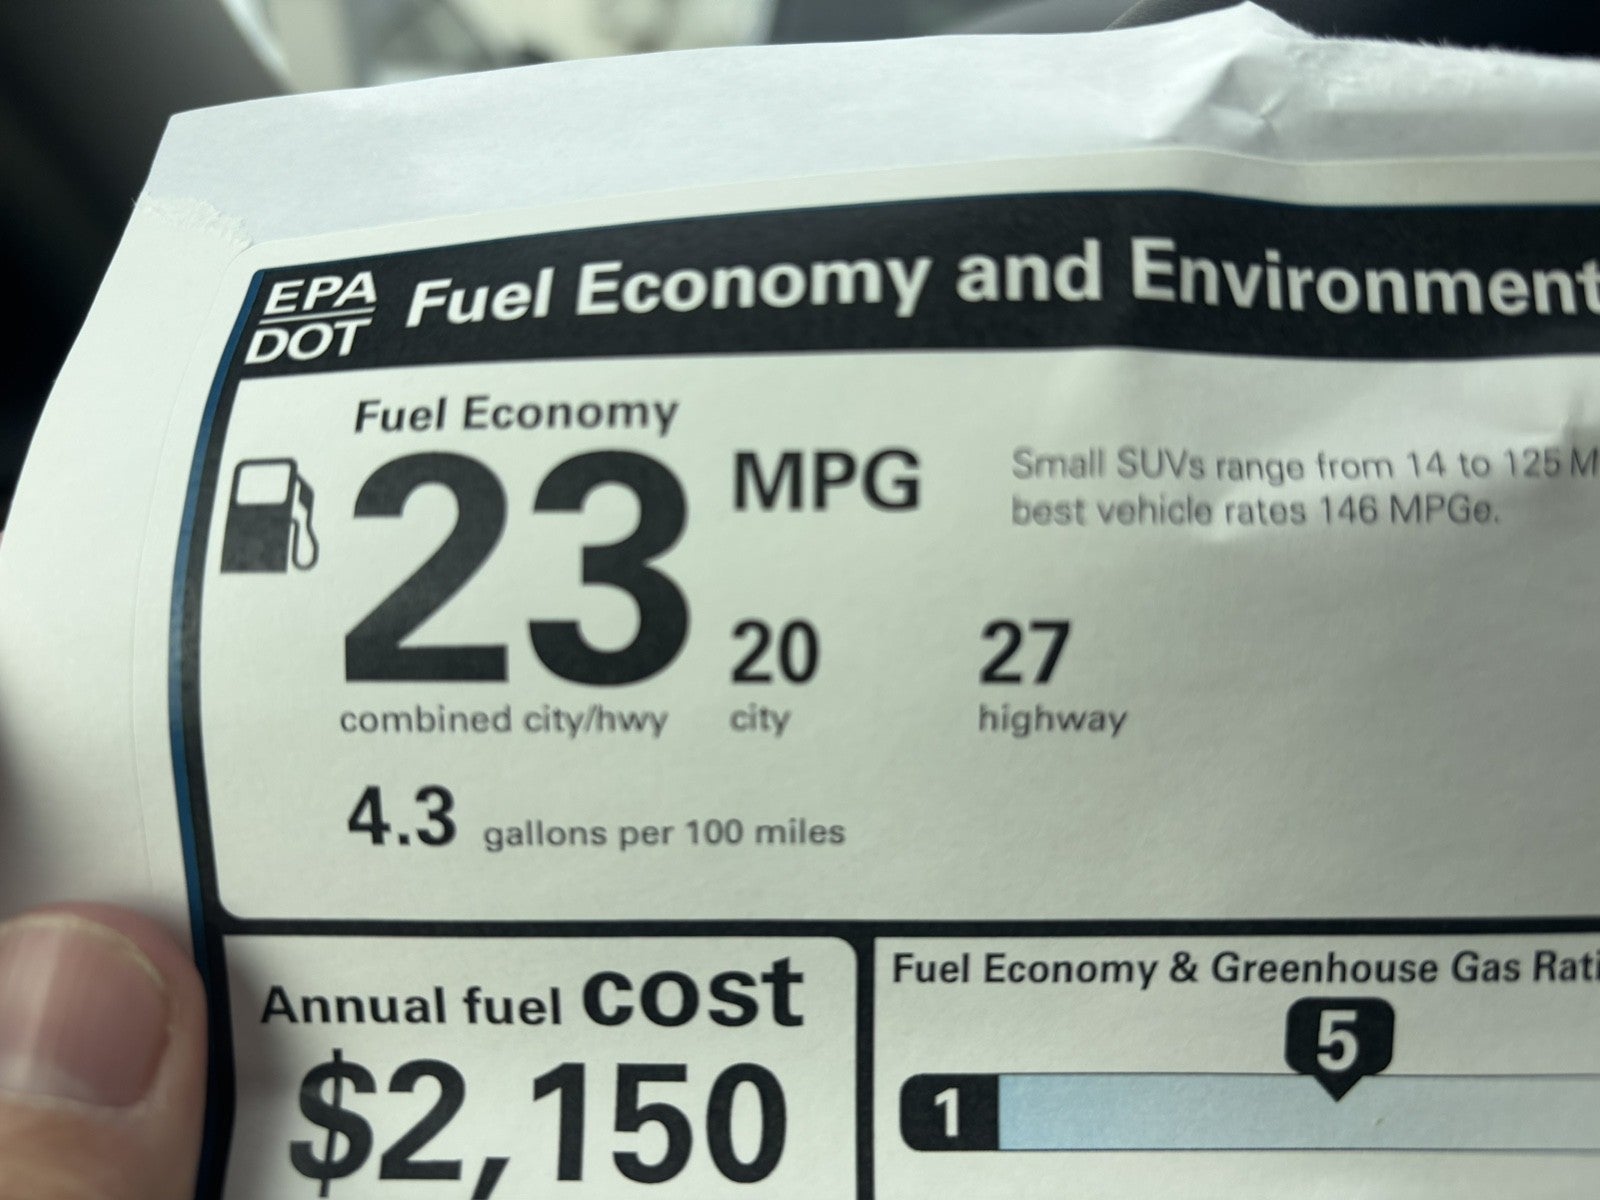 EPA
DOT
Fuel Economy and Environment
Fuel Economy
23 MPG
Small SUVs range from 14 to 125 M
best vehicle rates 146 MPGe.
20
27
combined city/hwy
city
highway
4.3 gallons per 100 miles
Annual fuel cost
$2,150
Fuel Economy & Greenhouse Gas Rati
5
1